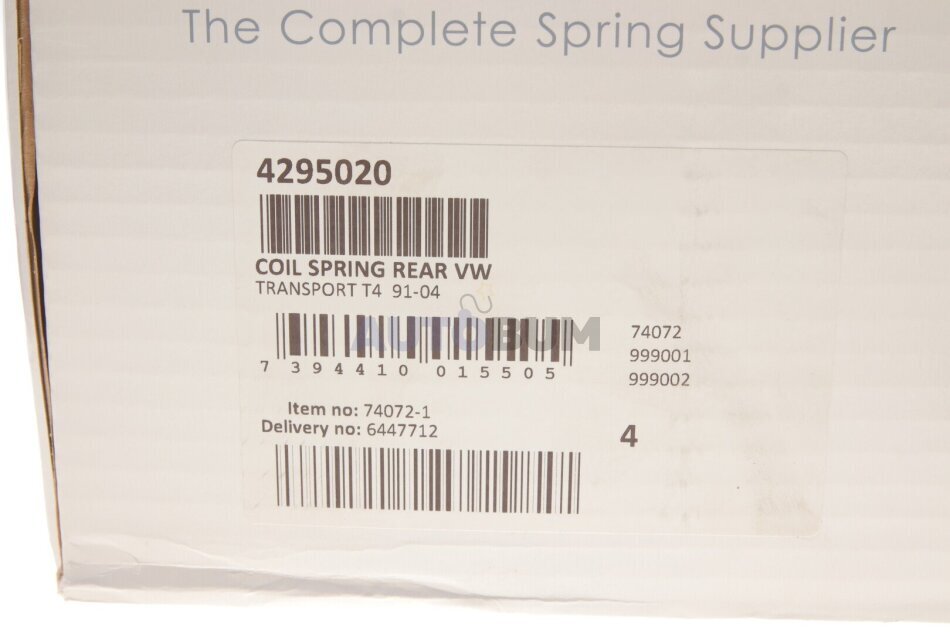 The Complete Spring Supplier
4295020
COIL SPRING REAR VW
TRANSPORT T4 91-04
AUTOBUM
7 394410 015505
74072
999001
999002
Item no: 74072-1
Delivery no: 6447712
4